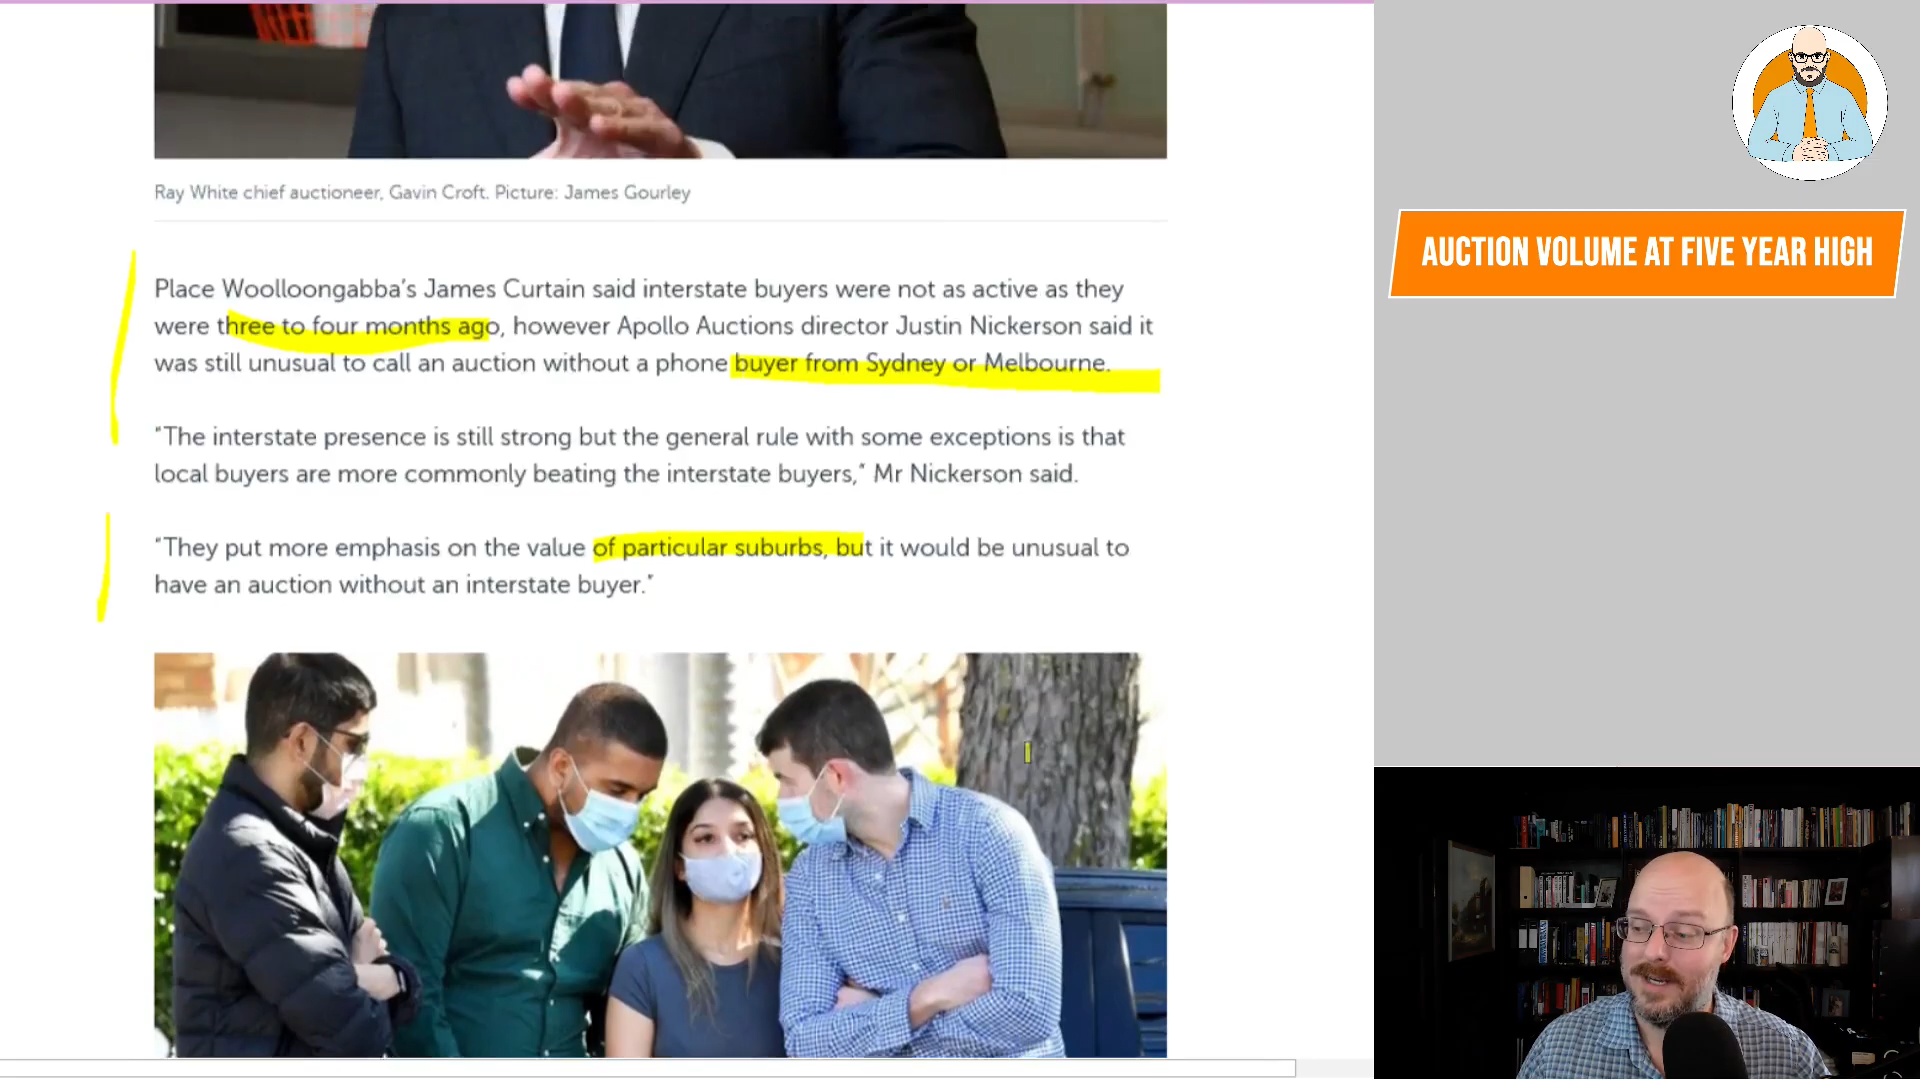 Ray White chief auctioneer, Gavin Croft. Picture: James Gourley
Place Woolloongabba’s James Curtain said interstate buyers were not as active as they
were three to four months ago, however Apollo Auctions director Justin Nickerson said it
was still unusual to call an auction without a phone buyer from Sydney or Melbourne.
“The interstate presence is still strong but the general rule with some exceptions is that
local buyers are more commonly beating the interstate buyers,” Mr Nickerson said.
“They put more emphasis on the value of particular suburbs, but it would be unusual to
have an auction without an interstate buyer.”
AUCTION VOLUME AT FIVE YEAR HIGH